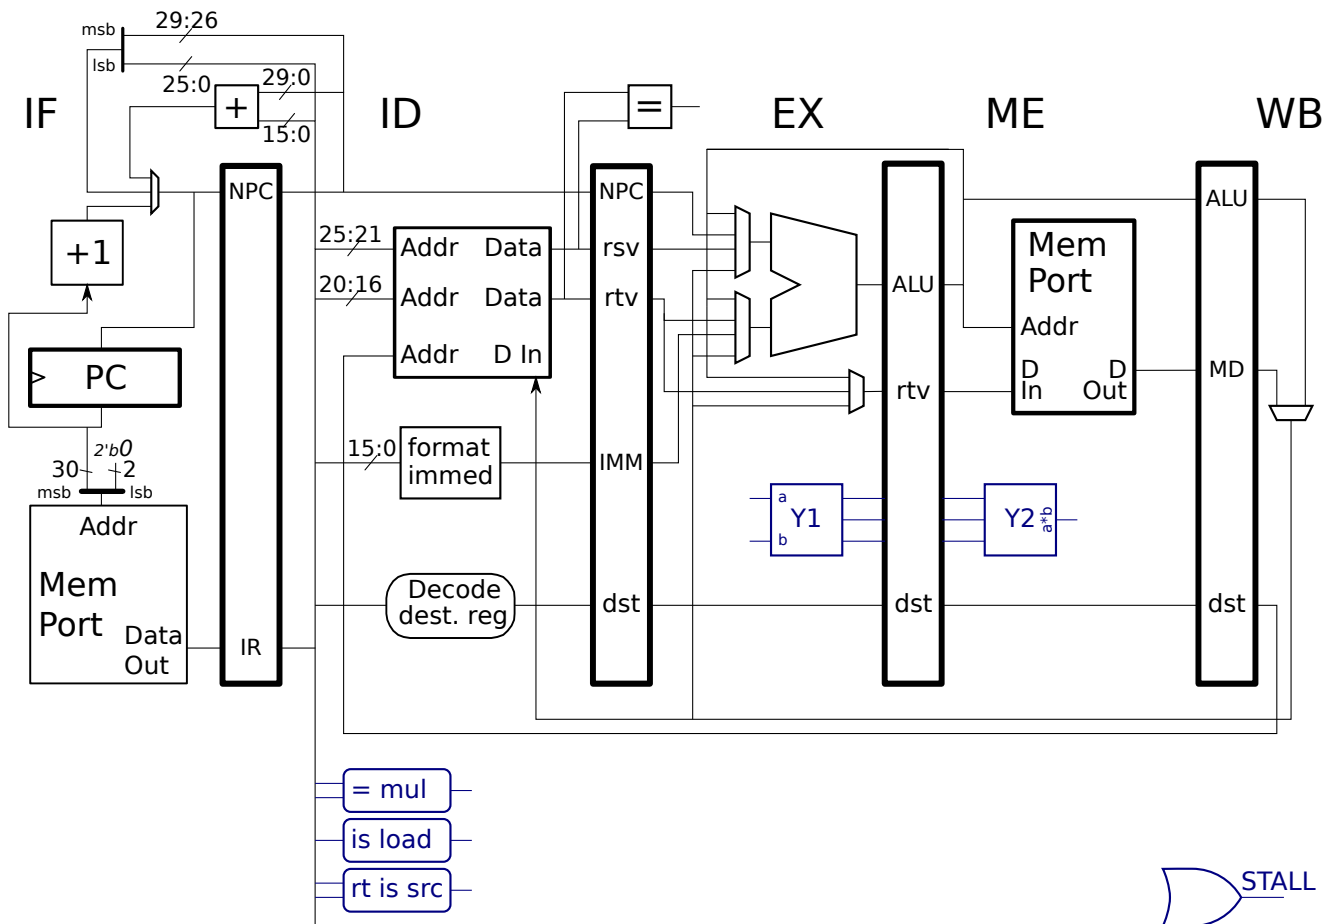 msb
29:26
lsb
25:0
29:0
+
15:0
IF
ID
=
EX
ME
WB
NPC
NPC
ALU
+1
25:21
Addr
Data
rsv
20:16
Addr
Data
rtv
Addr
D In
ALU
Mem
Port
Addr
D
In
D
Out
MD
PC
rtv
2'b0
30
2
msb
lsb
15:0
format
immed
IMM
Addr
Mem
Port
Data
Out
a
Y1
b
Y2
a*b
Decode
dest. reg
dst
dst
dst
IR
= mul
is load
rt is src
STALL